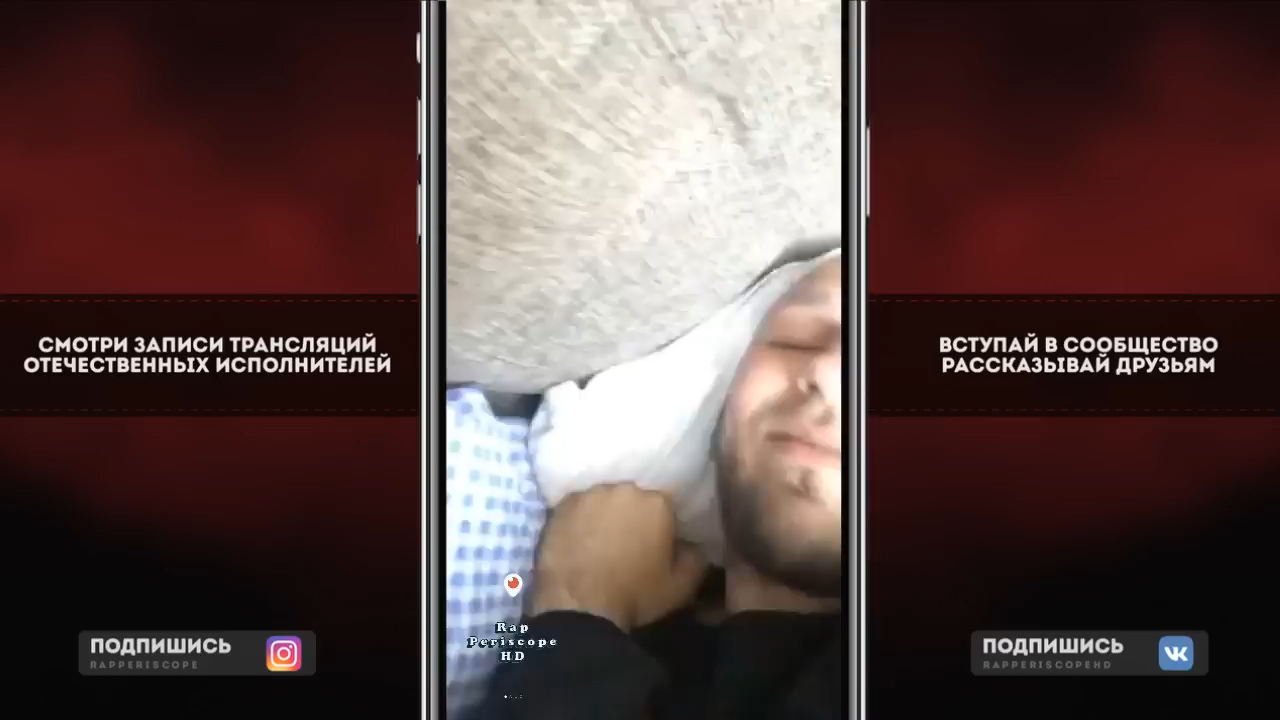 СМОТРИ ЗАПИСИ ТРАНСЛЯЦИЙ
ОТЕЧЕСТВЕННЫХ ИСПОЛНИТЕЛЕЙ
ПОДПИШИСЬ
RAPPERISCOPE
Rap
Periscope
HD
ВСТУПАЙ В СООБЩЕСТВО
РАССКАЗЫВАЙ ДРУЗЬЯМ
ПОДПИШИСЬ
RAPPERISCOPEHD